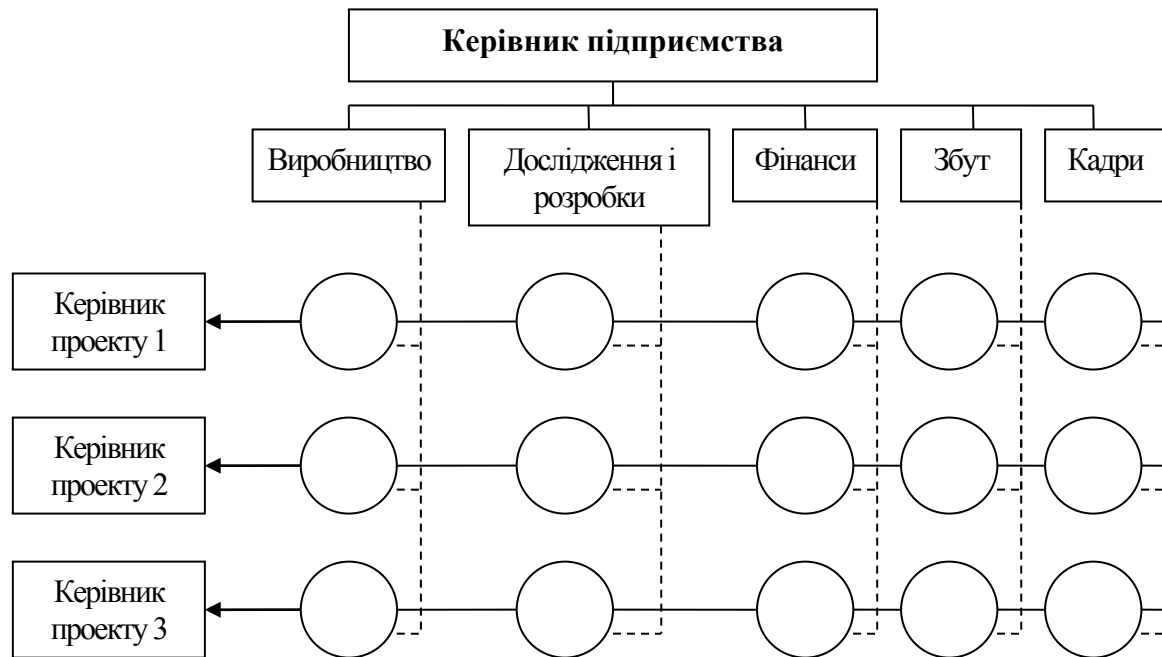 Керівник підприємства
Виробництво
Дослідження і
розробки
Фінанси
Збут
Кадри
Керівник
проекту 1
Керівник
проекту 2
Керівник
проекту 3